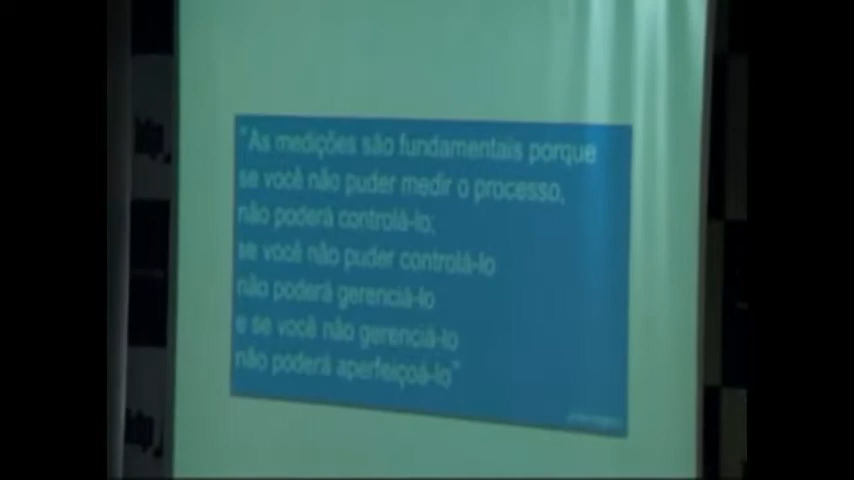 "As medições são fundamentais porque
se você não puder medir o processo,
não poderá controlá-lo;
se você não puder controlá-lo
não poderá gerenciá-lo
e se você não gerenciá-lo
não poderá aperfeiçoá-lo"